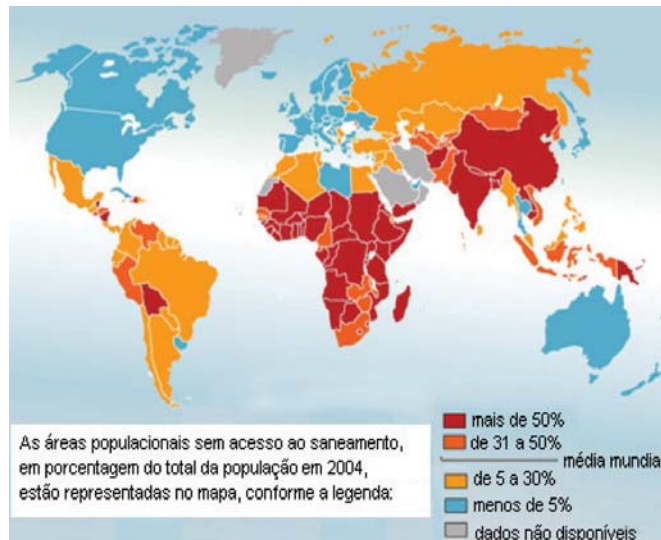 As áreas populacionais sem acesso ao saneamento,
em porcentagem do total da população em 2004,
estão representadas no mapa, conforme a legenda:
mais de 50%
de 31 a 50%
média mundia
de 5 a 30%
menos de 5%
dados não disponíveis